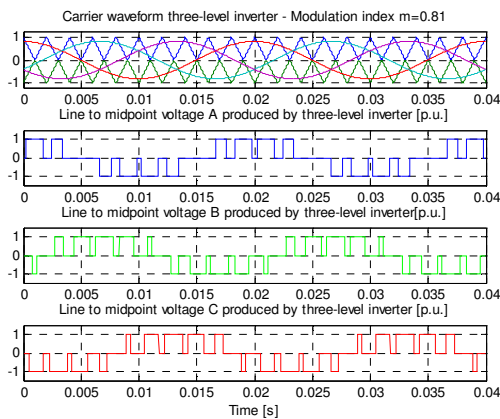 Carrier waveform three-level inverter - Modulation index m=0.81
1
0
-1
0 0.005 0.01 0.015 0.02 0.025 0.03 0.035 0.04
Line to midpoint voltage A produced by three-level inverter [p.u.]
1
0
-1
0 0.005 0.01 0.015 0.02 0.025 0.03 0.035 0.04
Line to midpoint voltage B produced by three-level inverter[p.u.]
1
0
-1
0 0.005 0.01 0.015 0.02 0.025 0.03 0.035 0.04
Line to midpoint voltage C produced by three-level inverter [p.u.]
1
0
-1
0 0.005 0.01 0.015 0.02 0.025 0.03 0.035 0.04
Time [s]